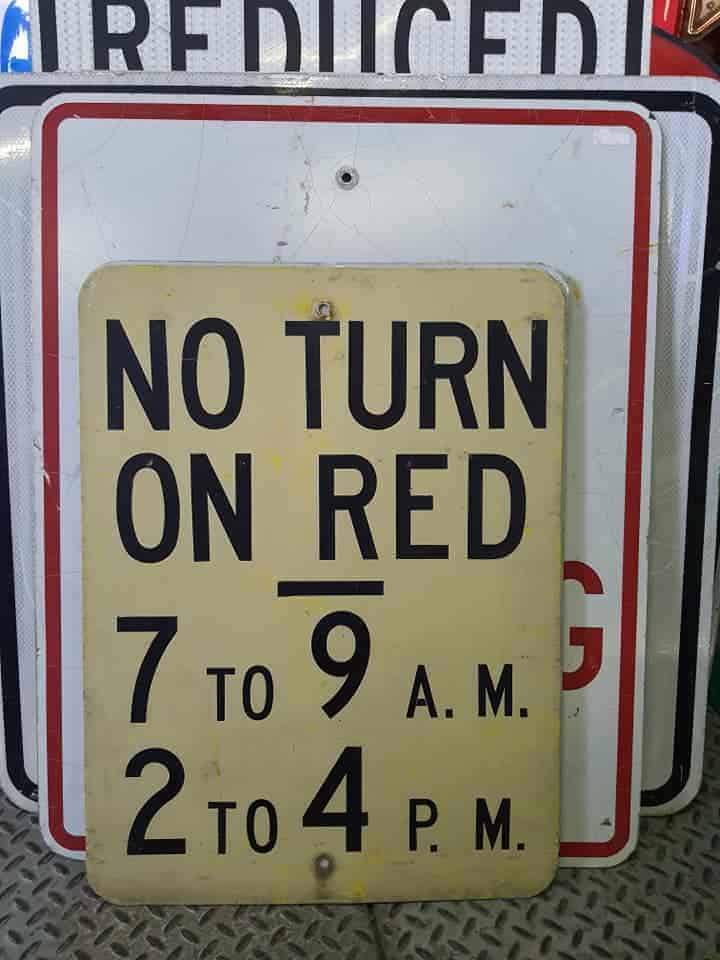 REDUCED
NO TURN
ON RED
7 TO 9 A. M.
2 TO 4 P. M.
G